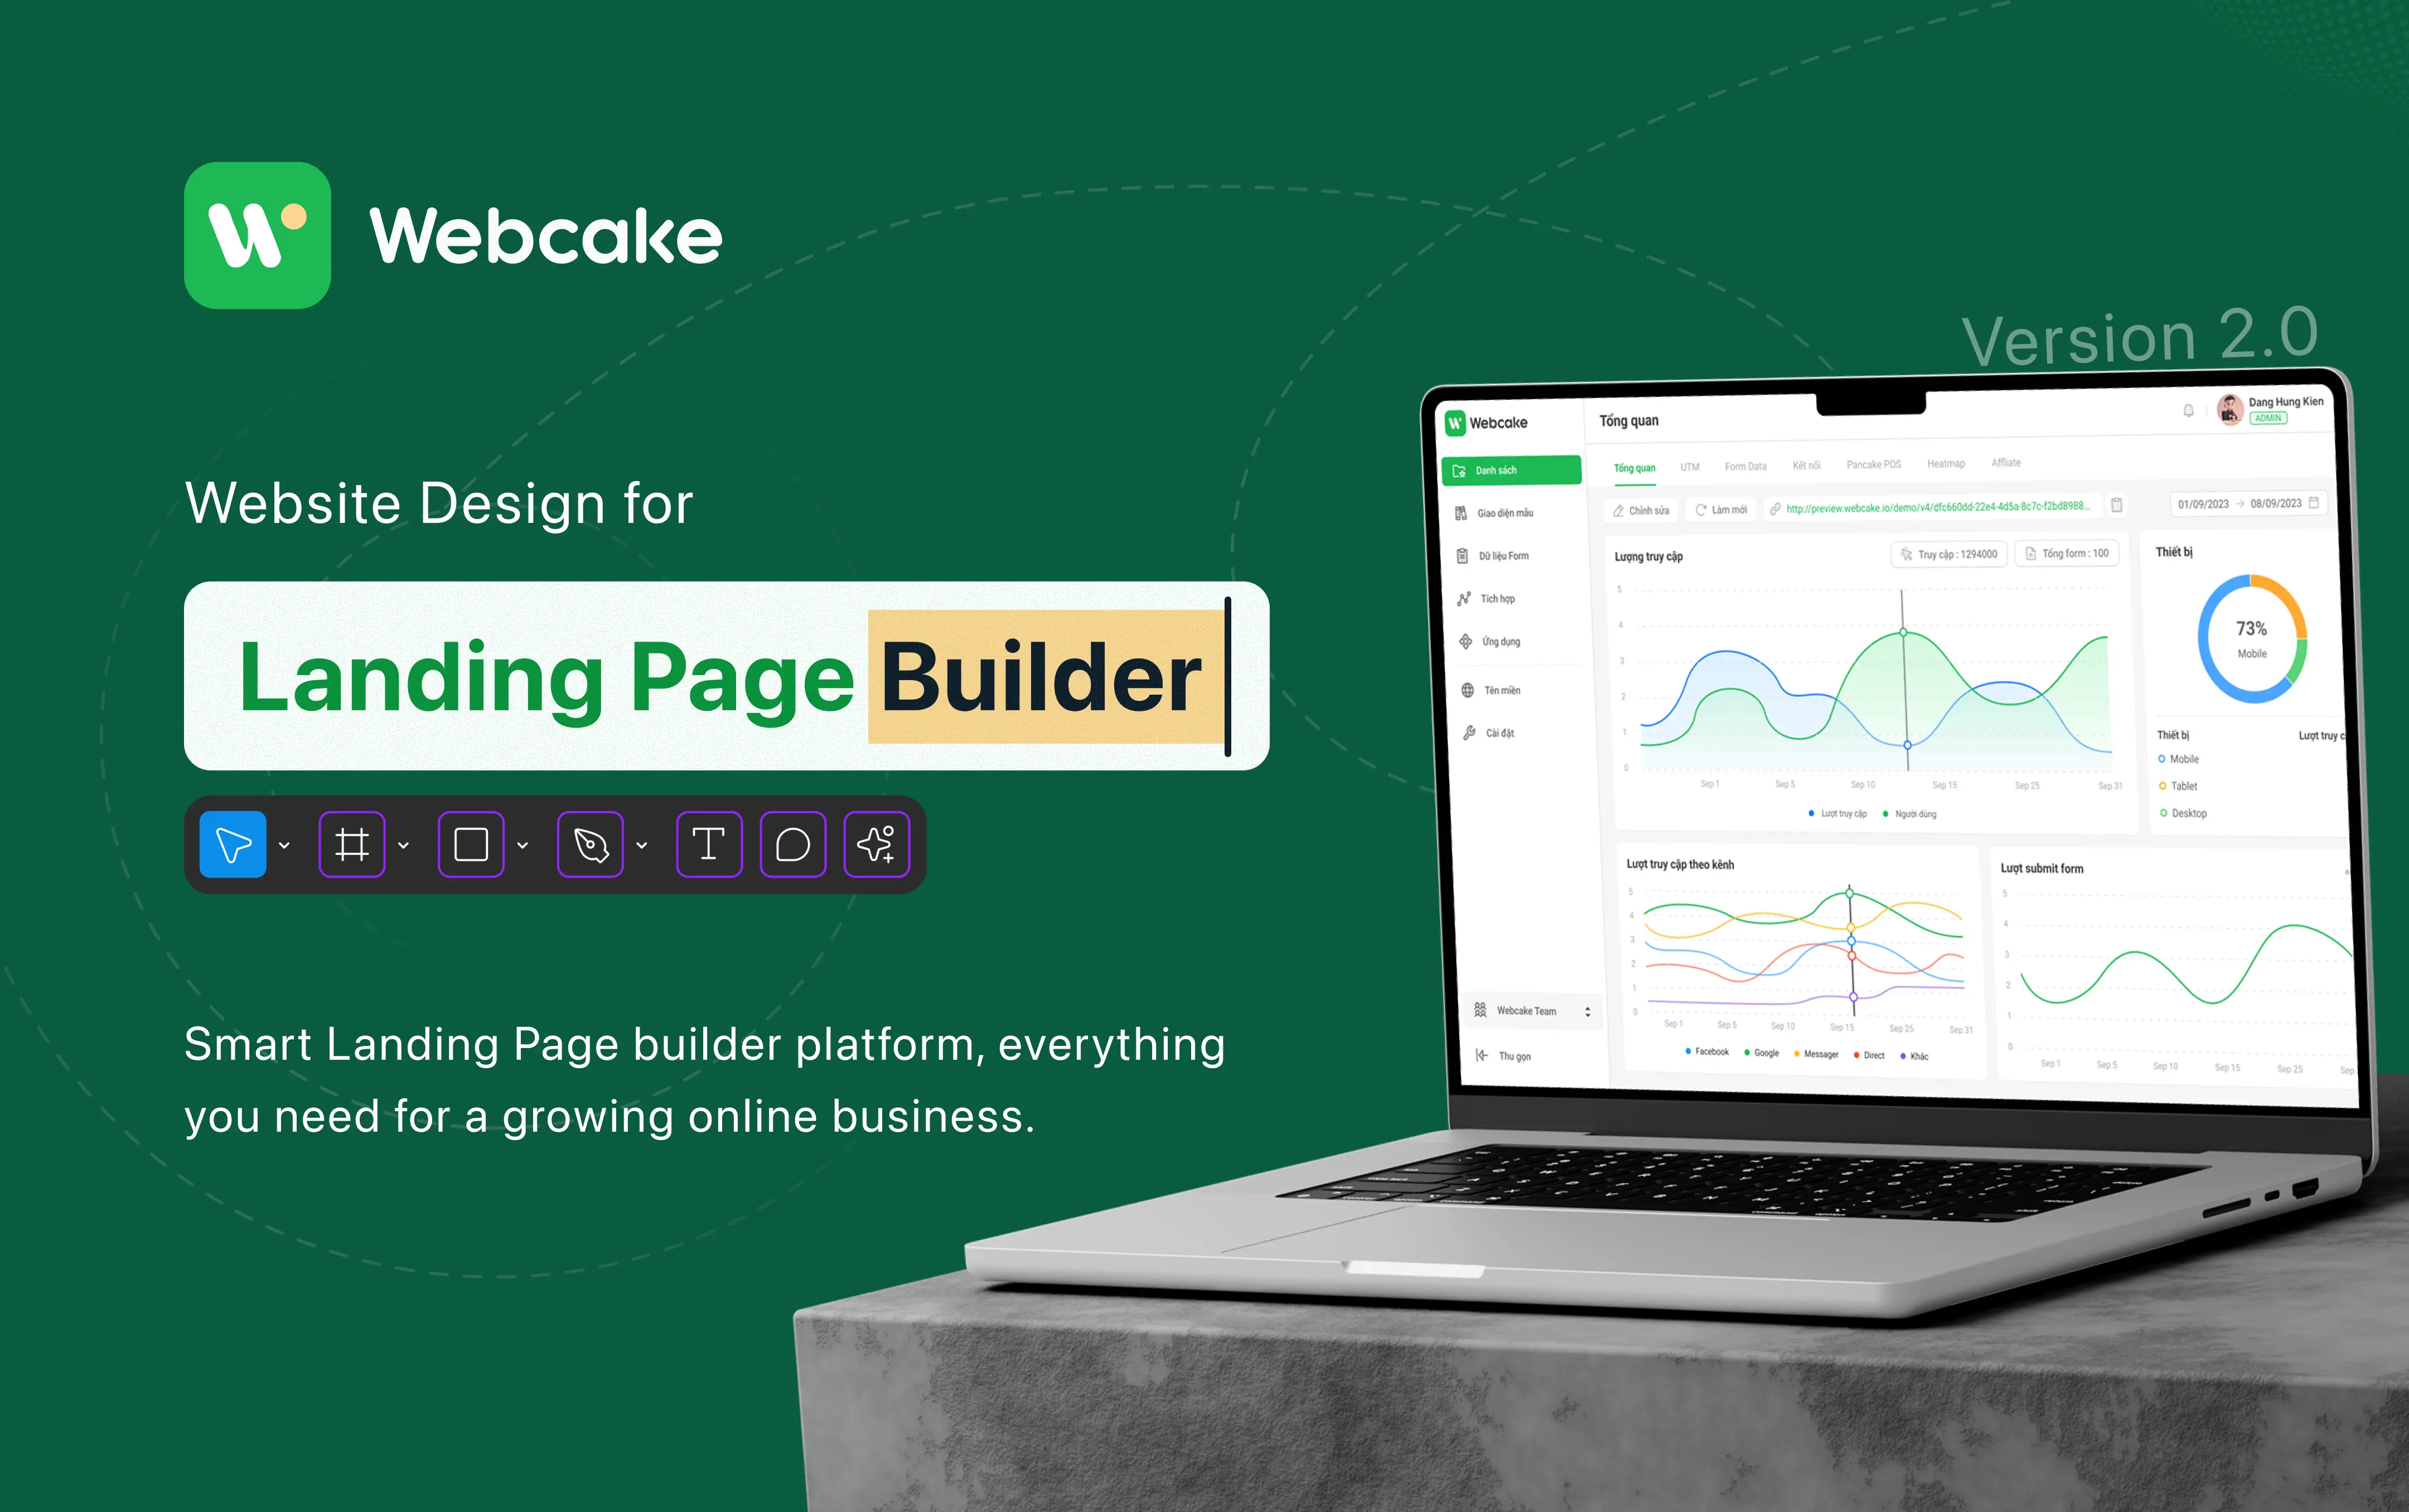 Webcake
Version 2.0
Website Design for
Landing Page Builder
Smart Landing Page builder platform, everything
you need for a growing online business.
Webcake
Tổng quan
Dang Hung Kien
ADMIN
Danh sách
Giao diện mẫu
Dữ liệu Form
Tích hợp
Ứng dụng
Tên miền
Cài đặt
Webcake Team
Thu gọn
Tổng quan UTM Form Data Kết nối Pancake POS Heatmap Affliate
Chỉnh sửa Làm mới http://preview.webcake.io/demo/v4/dfc660dd-22e4-4d5a-8c7c-f2bd8988... 01/09/2023 → 08/09/2023
Lượng truy cập Truy cập : 1294000 Tổng form : 100
5
4
3
2
1
0
Sep 1 Sep 5 Sep 10 Sep 15 Sep 25 Sep 31
Lượt truy cập Người dùng
Thiết bị
73%
Mobile
Thiết bị Lượt truy c
Mobile
Tablet
Desktop
Lượt truy cập theo kênh
5
4
3
2
1
0
Sep 1 Sep 5 Sep 10 Sep 15 Sep 25 Sep 31
Facebook Google Messager Direct Khác
Lượt submit form
5
4
3
2
1
0
Sep 1 Sep 5 Sep 10 Sep 15 Sep 25 Sep